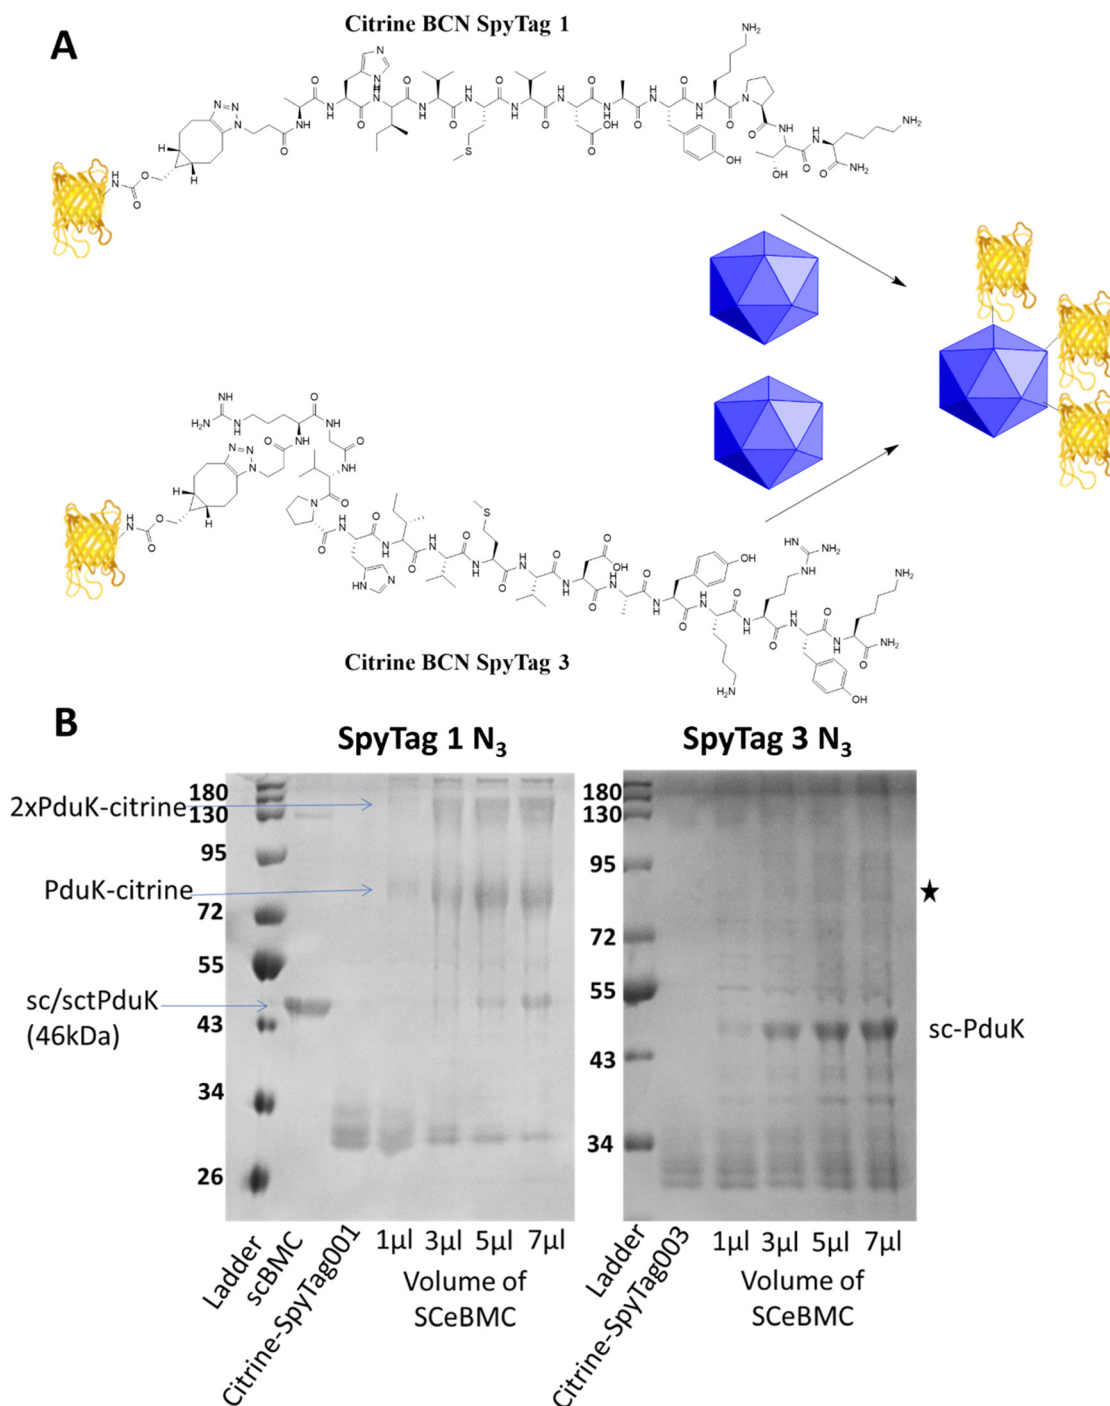 A
Citrine BCN SpyTag 1
Citrine BCN SpyTag 3
B
SpyTag 1 N3
SpyTag 3 N3
2xPduK-citrine
PduK-citrine
sc/sctPduK
(46kDa)
180
130
95
72
55
43
34
26
180
130
95
72
55
43
34
★
sc-PduK
Ladder
scBMC
Citrine-SpyTag001
1µl 3µl 5µl 7µl
Volume of
SCeBMC
Ladder
Citrine-SpyTag003
1µl 3µl 5µl 7µl
Volume of
SCeBMC